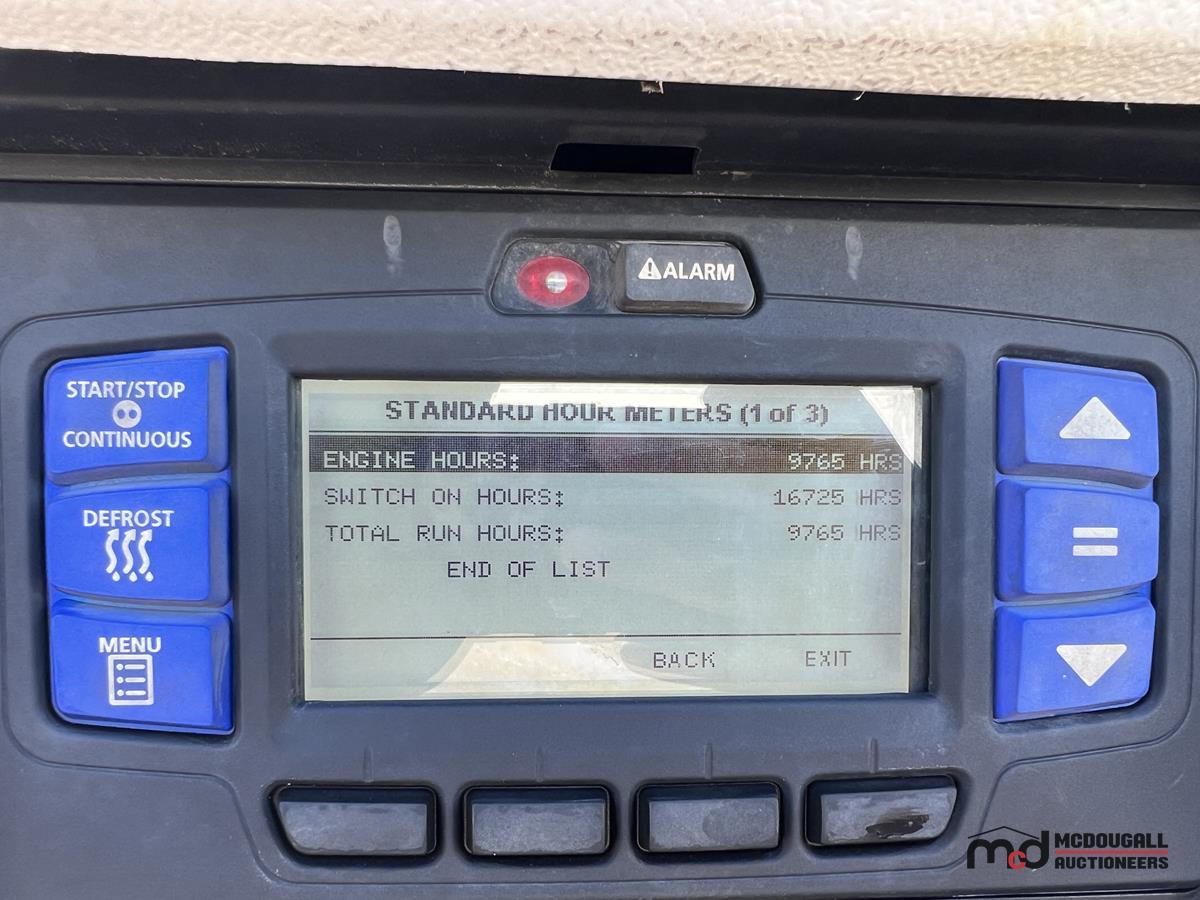 ALARM
START/STOP
CONTINUOUS
DEFROST
MENU
STANDARD HOUR METERS (1 of 3)
ENGINE HOURS: 9765 HRS
SWITCH ON HOURS: 16725 HRS
TOTAL RUN HOURS: 9765 HRS
END OF LIST
BACK EXIT
=
mcd MCDOUGALL
AUCTIONEERS